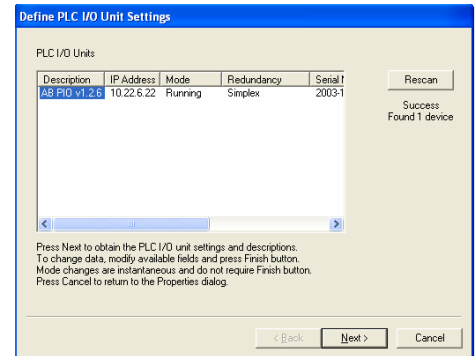 Define PLC I/O Unit Settings
PLC I/O Units
Description IP Address Mode Redundancy Serial N
AB PIO v1.2.6 10.22.6.22 Running Simplex 2003-1
Rescan
Success
Found 1 device
Press Next to obtain the PLC I/O unit settings and descriptions.
To change data, modify available fields and press Finish button.
Mode changes are instantaneous and do not require Finish button.
Press Cancel to return to the Properties dialog.
< Back Next > Cancel